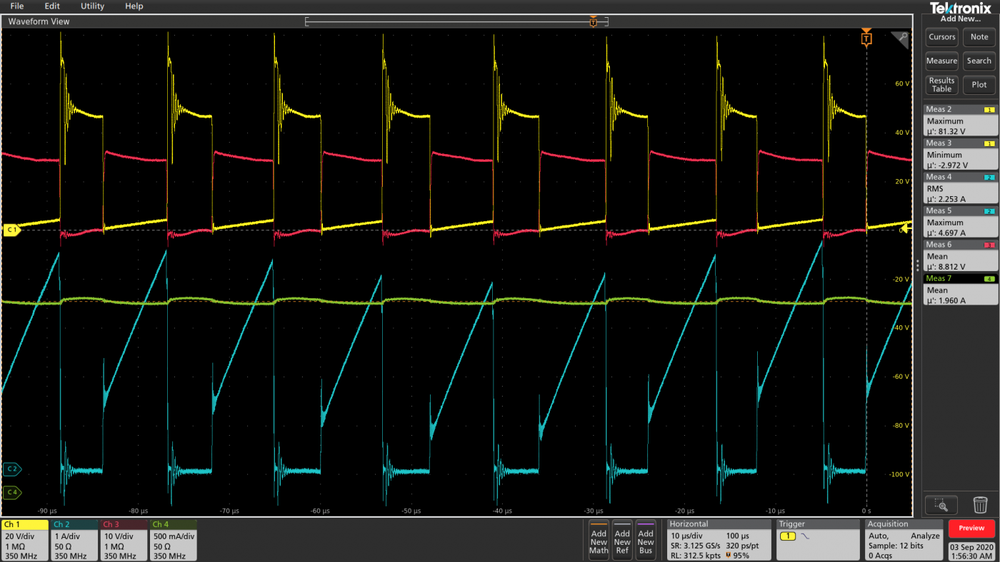 File Edit Utility Help
Tektronix
Waveform View
Add New...
T
T
Cursors Note
Measure Search
Results Table Plot
60 V
40 V
20 V
C 1
-20 V
-40 V
-60 V
-80 V
-100 V
C 2
C 4
-90 µs -80 µs -70 µs -60 µs -50 µs -40 µs -30 µs -20 µs -10 µs 0 s
Meas 2 1
Maximum
µ': 81.32 V
Meas 3 1
Minimum
µ': -2.972 V
Meas 4 2
RMS
µ': 2.253 A
Meas 5 2
Maximum
µ': 4.697 A
Meas 6 3
Mean
µ': 8.812 V
Meas 7 4
Mean
µ': 1.960 A
Ch 1
20 V/div
1 MΩ
350 MHz
Ch 2
1 A/div
50 Ω
350 MHz
Ch 3
10 V/div
1 MΩ
350 MHz
Ch 4
500 mA/div
50 Ω
350 MHz
Add New Math
Add New Ref
Add New Bus
Horizontal
10 µs/div 100 µs
SR: 3.125 GS/s 320 ps/pt
RL: 312.5 kpts 95%
Trigger
1
Acquisition
Auto, Analyze
Sample: 12 bits
0 Acqs
Preview
03 Sep 2020
1:56:30 AM